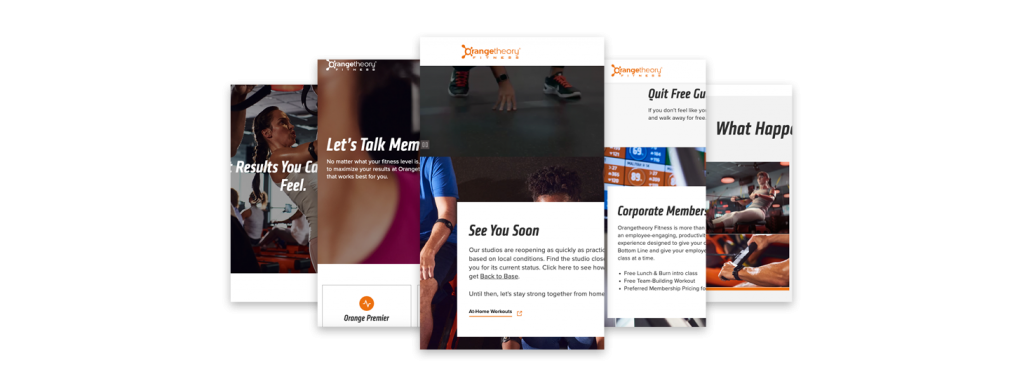 t Results You Ca
Feel.
Orangetheory
FITNESS
Let's Talk Mem
No matter what your fitness level is,
to maximize your results at Oranget
that works best for you.
Orange Premier
Orangetheory
FITNESS
See You Soon
Our studios are reopening as quickly as practic
based on local conditions. Find the studio close
you for its current status. Click here to see how
get Back to Base.
Until then, let's stay strong together from home
At-Home Workouts
Orangetheory
FITNESS
Quit Free Gu
If you don't feel like you
and walk away for free.
89
Corporate Members
Orangetheory Fitness is more than
an employee-engaging, productivit
experience designed to give your c
Bottom Line and give your employe
class at a time.
• Free Lunch & Burn intro class
• Free Team-Building Workout
• Preferred Membership Pricing fo
What Happe